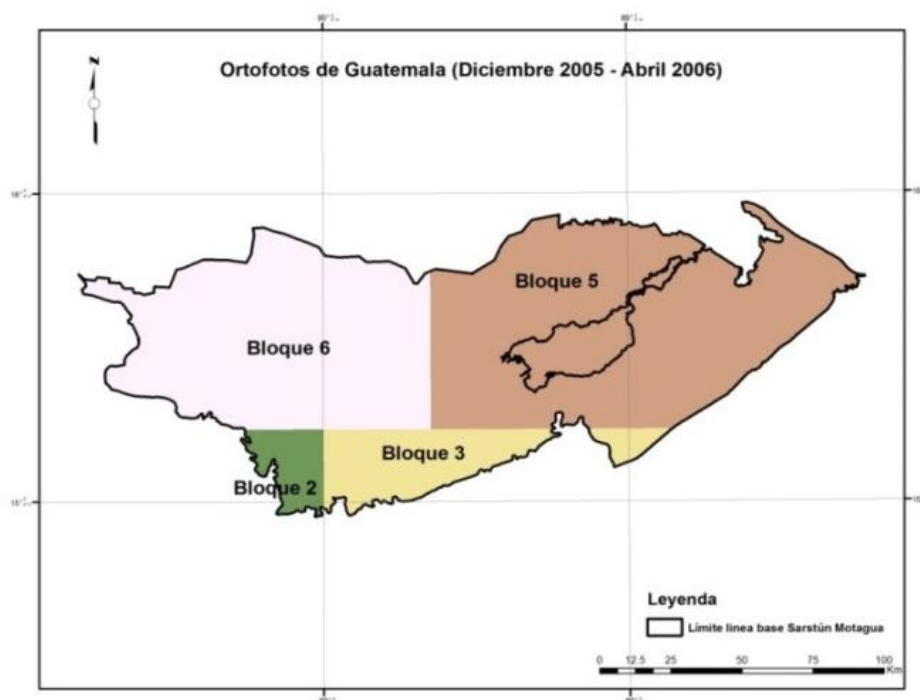 N
Ortofotos de Guatemala (Diciembre 2005 - Abril 2006)
Bloque 5
Bloque 6
Bloque 3
Bloque 2
Leyenda
Límite linea base Sarstún Motagua
0 12.5 25 50 75 100
Km